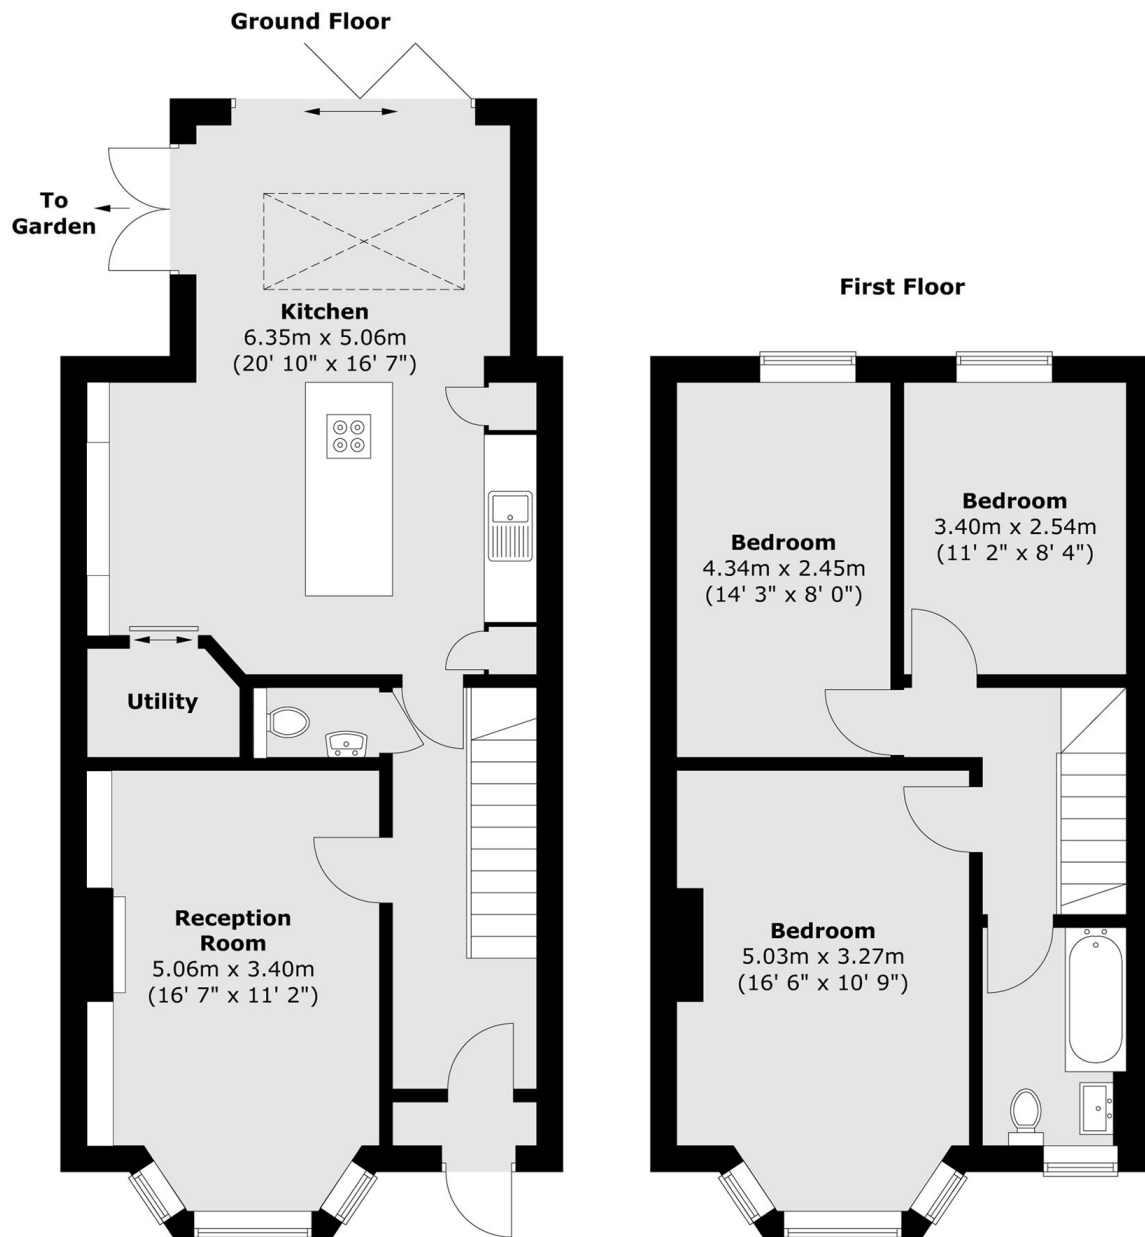 Ground Floor
To
Garden
Kitchen
6.35m x 5.06m
(20' 10" x 16' 7")
Utility
Reception
Room
5.06m x 3.40m
(16' 7" x 11' 2")
First Floor
Bedroom
4.34m x 2.45m
(14' 3" x 8' 0")
Bedroom
3.40m x 2.54m
(11' 2" x 8' 4")
Bedroom
5.03m x 3.27m
(16' 6" x 10' 9")